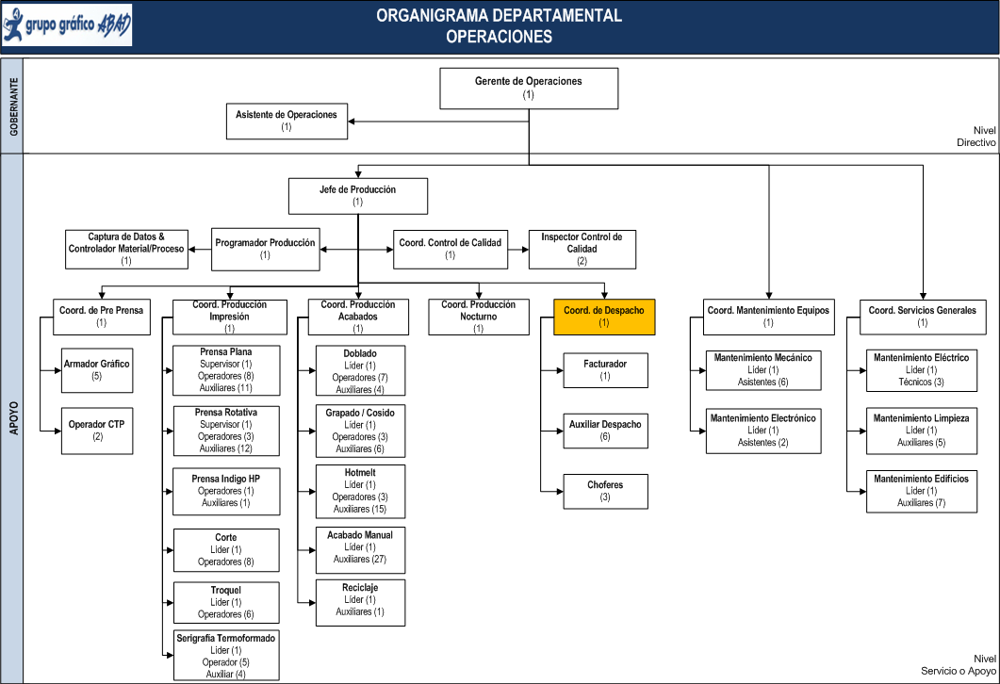 grupo gráfico ABAD
ORGANIGRAMA DEPARTAMENTAL
OPERACIONES
GOBERNANTE
Gerente de Operaciones
(1)
Asistente de Operaciones
(1)
Nivel
Directivo
APOYO
Jefe de Producción
(1)
Captura de Datos &
Controlador Material/Proceso
(1)
Programador Producción
(1)
Coord. Control de Calidad
(1)
Inspector Control de
Calidad
(2)
Coord. de Pre Prensa
(1)
Armador Gráfico
(5)
Operador CTP
(2)
Coord. Producción
Impresión
(1)
Prensa Plana
Supervisor (1)
Operadores (8)
Auxiliares (11)
Prensa Rotativa
Supervisor (1)
Operadores (3)
Auxiliares (12)
Prensa Indigo HP
Operadores (1)
Auxiliares (1)
Corte
Líder (1)
Operadores (8)
Troquel
Líder (1)
Operadores (6)
Serigrafía Termoformado
Líder (1)
Operador (5)
Auxiliar (4)
Coord. Producción
Acabados
(1)
Doblado
Líder (1)
Operadores (7)
Auxiliares (4)
Grapado / Cosido
Líder (1)
Operadores (3)
Auxiliares (6)
Hotmelt
Líder (1)
Operadores (3)
Auxiliares (15)
Acabado Manual
Líder (1)
Auxiliares (27)
Reciclaje
Líder (1)
Auxiliares (1)
Coord. Producción
Nocturno
(1)
Coord. de Despacho
(1)
Facturador
(1)
Auxiliar Despacho
(6)
Choferes
(3)
Coord. Mantenimiento Equipos
(1)
Mantenimiento Mecánico
Líder (1)
Asistentes (6)
Mantenimiento Electrónico
Líder (1)
Asistentes (2)
Coord. Servicios Generales
(1)
Mantenimiento Eléctrico
Líder (1)
Técnicos (3)
Mantenimiento Limpieza
Líder (1)
Auxiliares (5)
Mantenimiento Edificios
Líder (1)
Auxiliares (7)
Nivel
Servicio o Apoyo